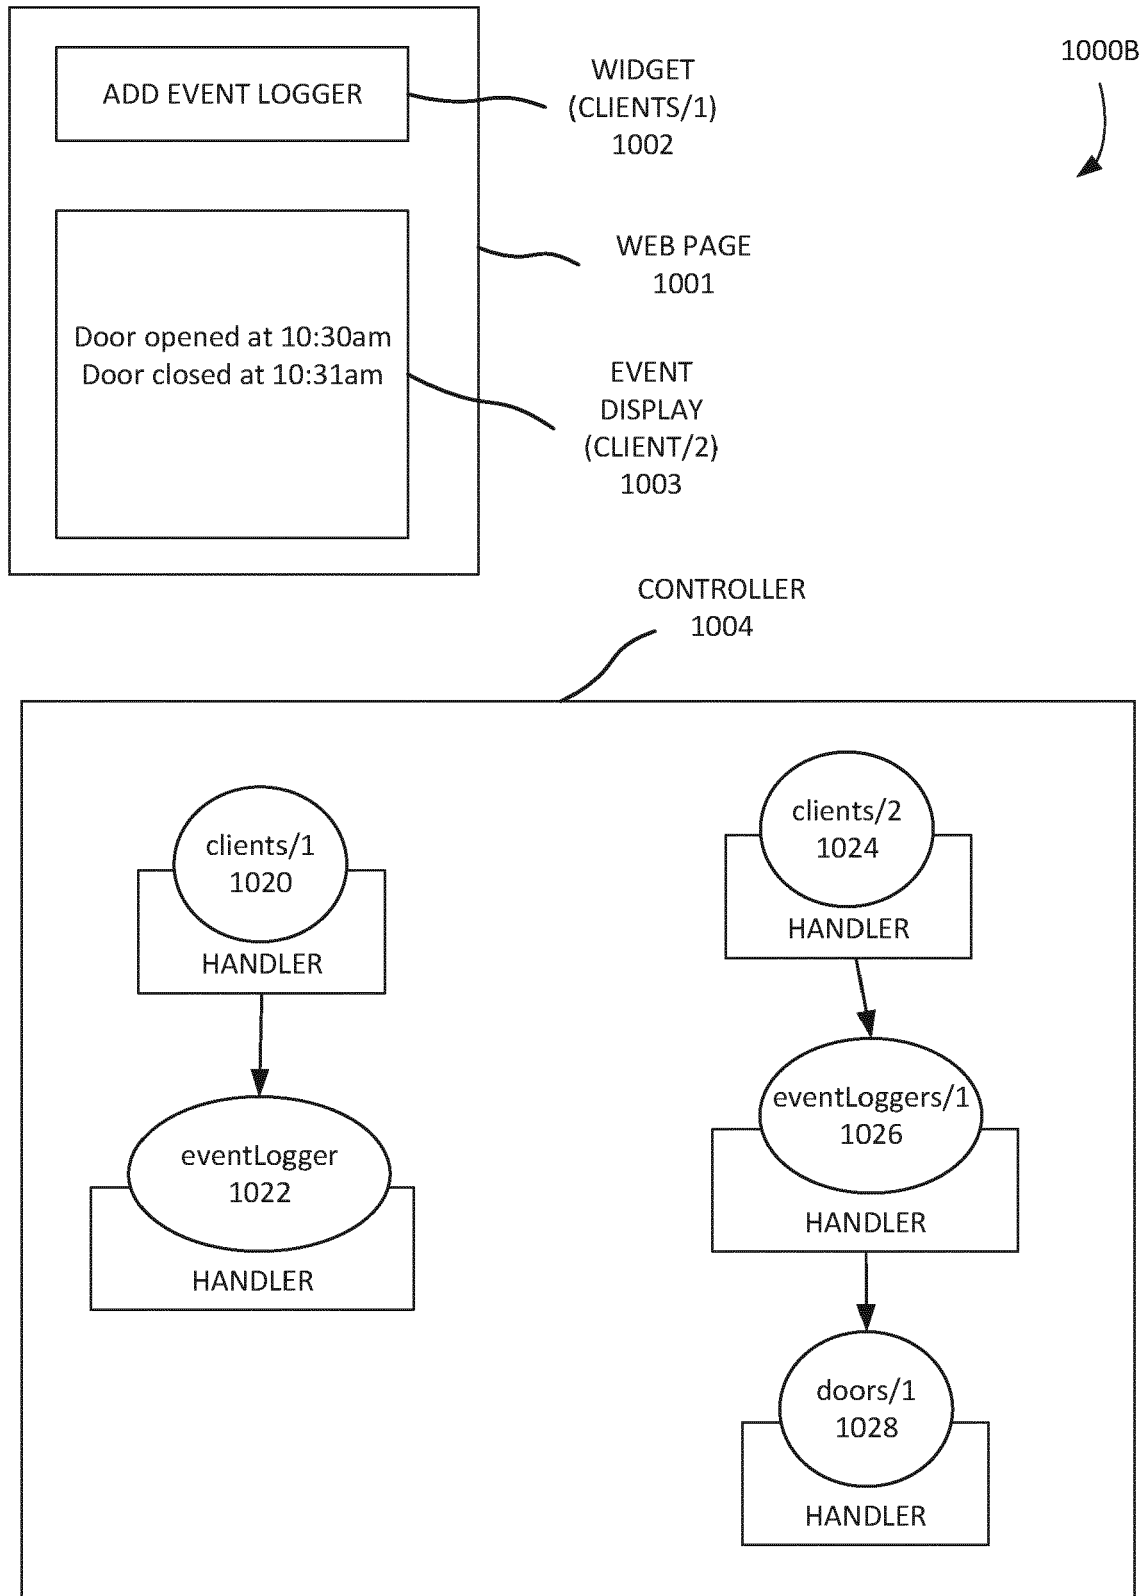 1000B
ADD EVENT LOGGER
WIDGET
(CLIENTS/1)
1002
WEB PAGE
1001
Door opened at 10:30am
Door closed at 10:31am
EVENT
DISPLAY
(CLIENT/2)
1003
CONTROLLER
1004
clients/1
1020
HANDLER
eventLogger
1022
HANDLER
clients/2
1024
HANDLER
eventLoggers/1
1026
HANDLER
doors/1
1028
HANDLER